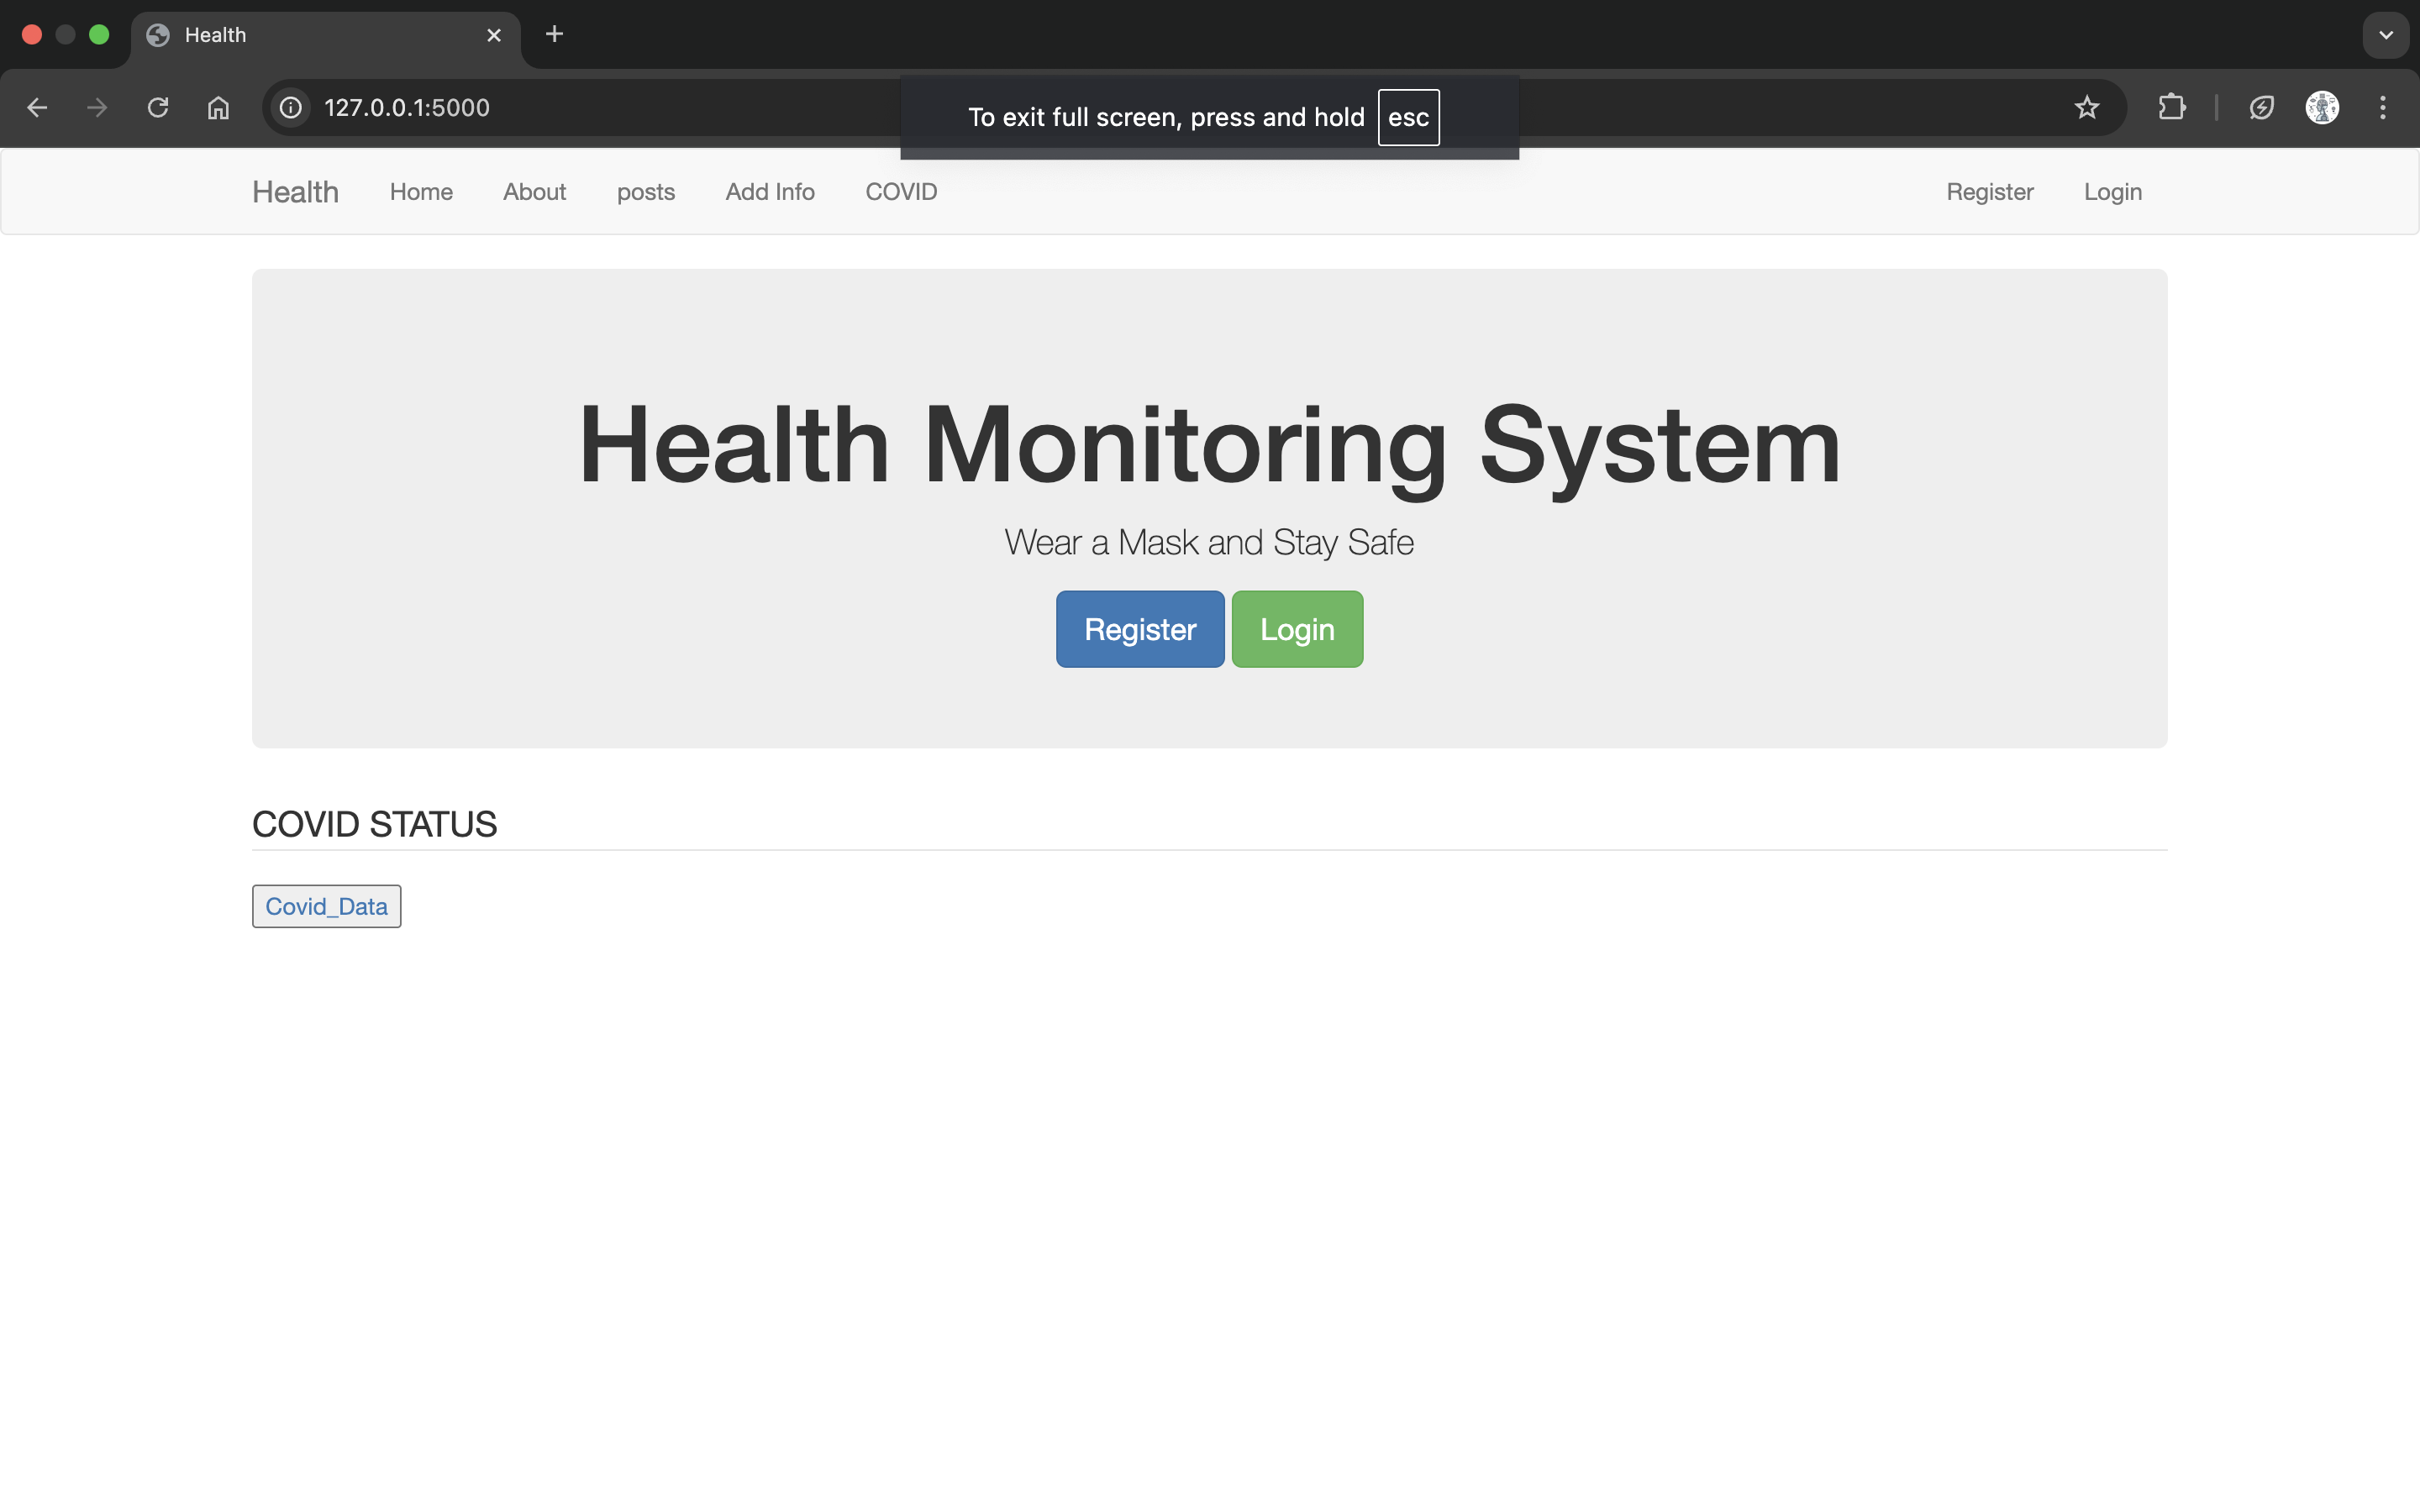 Health
127.0.0.1:5000
To exit full screen, press and hold esc
Health Home About posts Add Info COVID Register Login
Health Monitoring System
Wear a Mask and Stay Safe
Register Login
COVID STATUS
Covid_Data